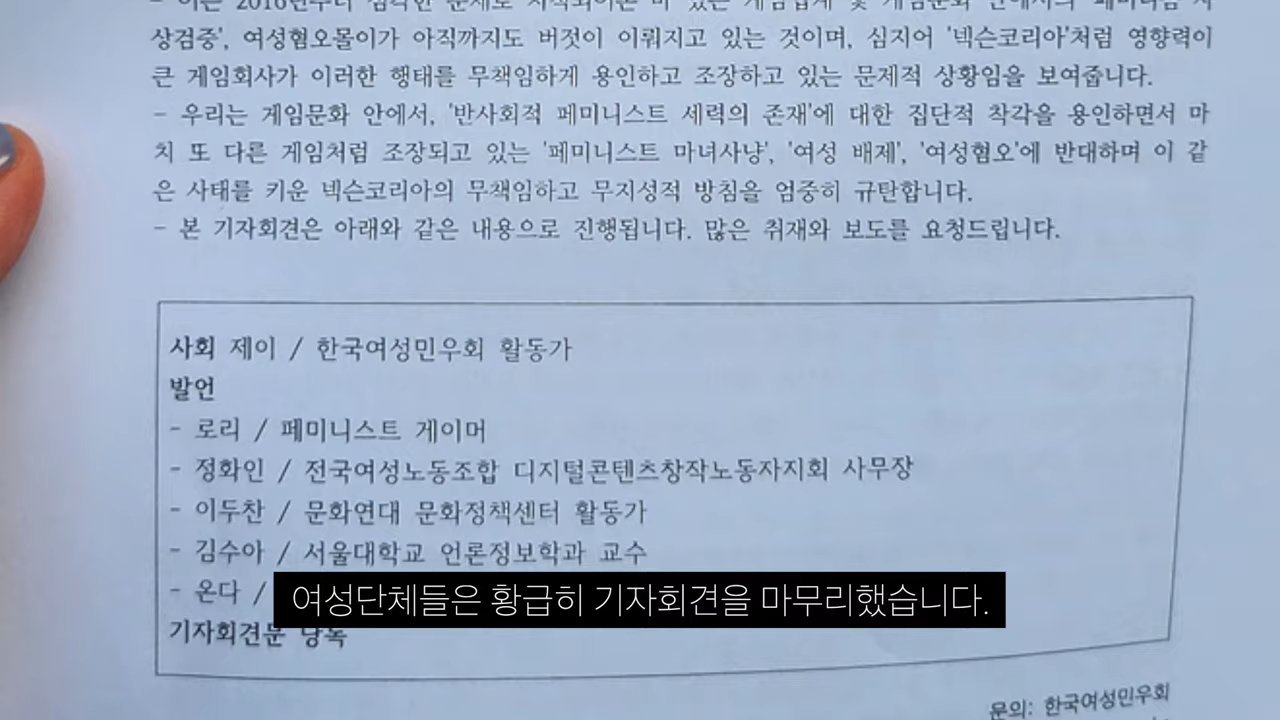 상검증', 여성혐오몰이가 아직까지도 버젓이 이뤄지고 있는 것이며, 심지어 '넥슨코리아'처럼 영향력이
큰 게임회사가 이러한 행태를 무책임하게 용인하고 조장하고 있는 문제적 상황임을 보여줍니다.
- 우리는 게임문화 안에서, '반사회적 페미니스트 세력의 존재'에 대한 집단적 착각을 용인하면서 마
치 또 다른 게임처럼 조장되고 있는 '페미니스트 마녀사냥', '여성 배제', '여성혐오'에 반대하며 이 같
은 사태를 키운 넥슨코리아의 무책임하고 무지성적 방침을 엄중히 규탄합니다.
- 본 기자회견은 아래와 같은 내용으로 진행됩니다. 많은 취재와 보도를 요청드립니다.
사회 제이 / 한국여성민우회 활동가
발언
- 로리 / 페미니스트 게이머
- 정화인 / 전국여성노동조합 디지털콘텐츠창작노동자지회 사무장
- 이두찬 / 문화연대 문화정책센터 활동가
- 김수아 / 서울대학교 언론정보학과 교수
- 온다 /
여성단체들은 황급히 기자회견을 마무리했습니다.
기자회견문 낭독
문의: 한국여성민우회